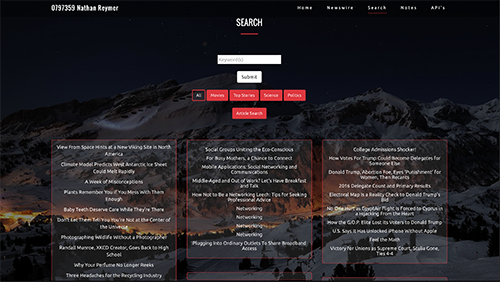 0797359 Nathan Reymer
Home Newswire Search Notes API's
SEARCH
Keyword(s)
Submit
All Movies Top Stories Science Politics
Article Search
View From Space Hints at a New Viking Site in
North America
Climate Model Predicts West Antarctic Ice Sheet
Could Melt Rapidly
A week of Misconceptions
Plants Remember You if You Mess With Them
Enough
Baby Teeth Deserve Care While They're There
Don't Let Them Tell You You're Not at the Center of
the Universe
Photographing Wildlife Without a Photographer
Randall Munroe, XKCD Creator, Goes Back to High
School
Why Your Perfume No Longer Reeks
Three Headaches for the Recycling Industry
Social Groups Uniting the Eco-Conscious
For Busy Mothers, a Chance to Connect
Mobile Applications: Social Networking and
Communications
Middle-Aged and Out of Work? Let's Have Breakfast
and Talk
How Not to Be a Networking Leech: Tips for Seeking
Professional Advice
Networking
Networking
Networking
Networking
Plugging Into Ordinary Outlets To Share Broadband
Access
College Admissions Shocker!
How Votes For Trump Could Become Delegates for
Someone Else
Donald Trump, Abortion Foe, Eyes 'Punishment' for
Women, Then Recants
2016 Delegate Count and Primary Results
Electoral Map is a Reality Check to Donald Trump's
Bid
No One Hurt as EgyptAir Flight Is Forced to Cyprus in
a Hijacking From the Heart
How the G.O.P. Elite Lost Its Voters to Donald Trump
U.S. Says It Has Unlocked iPhone Without Apple
Feel the Math
Victory for Unions as Supreme Court, Scalia Gone,
Ties 4-4